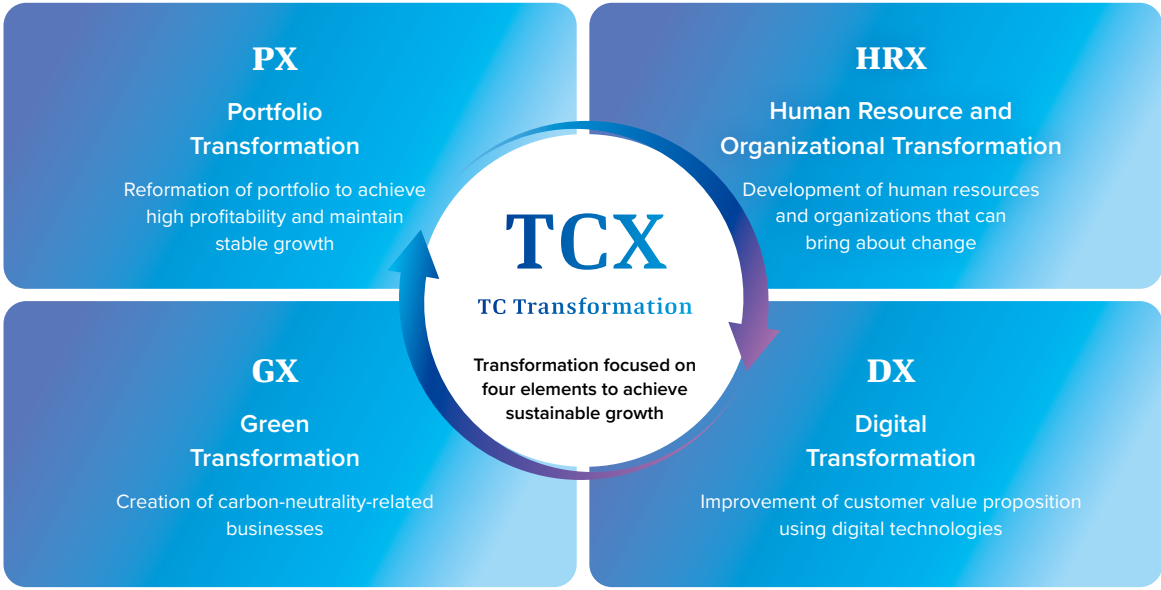 PX
Portfolio
Transformation
Reformation of portfolio to achieve
high profitability and maintain
stable growth
HRX
Human Resource and
Organizational Transformation
Development of human resources
and organizations that can
bring about change
TCX
TC Transformation
Transformation focused on
four elements to achieve
sustainable growth
GX
Green
Transformation
Creation of carbon-neutrality-related
businesses
DX
Digital
Transformation
Improvement of customer value proposition
using digital technologies